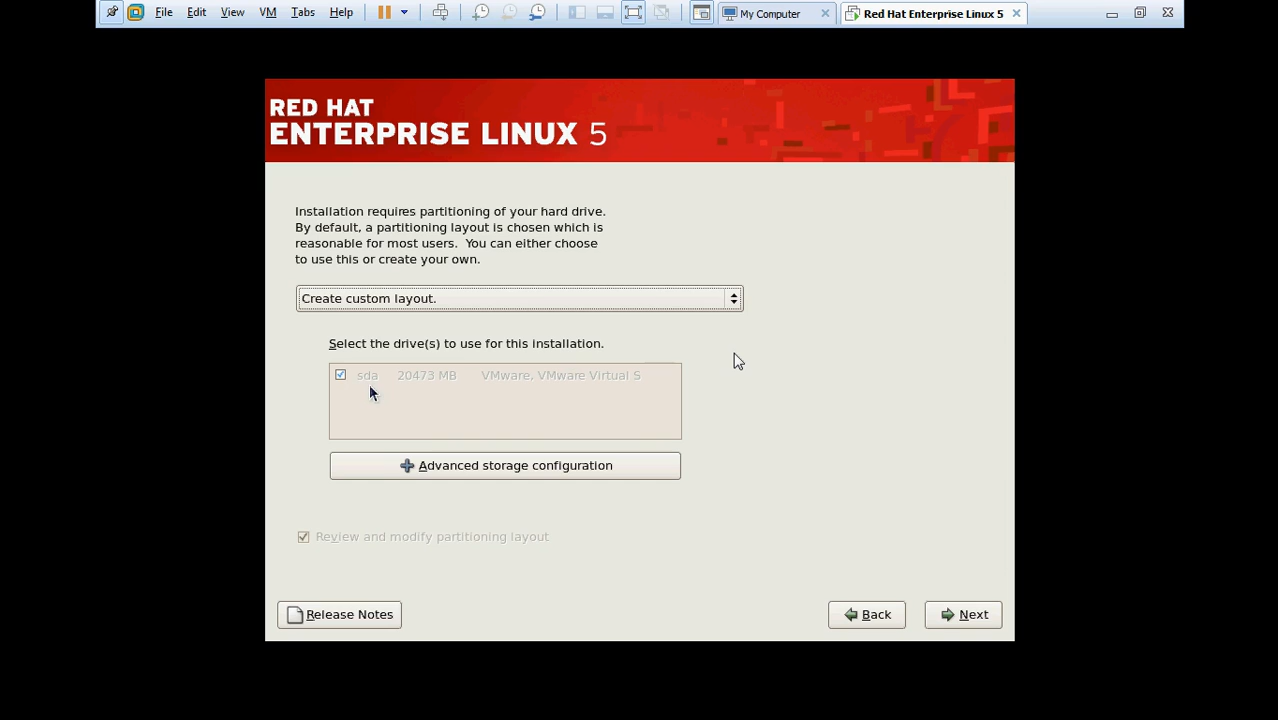 File Edit View VM Tabs Help My Computer Red Hat Enterprise Linux 5
RED HAT
ENTERPRISE LINUX 5
Installation requires partitioning of your hard drive.
By default, a partitioning layout is chosen which is
reasonable for most users. You can either choose
to use this or create your own.
Create custom layout.
Select the drive(s) to use for this installation.
sda 20473 MB VMware, VMware Virtual S
Advanced storage configuration
Review and modify partitioning layout
Release Notes Back Next